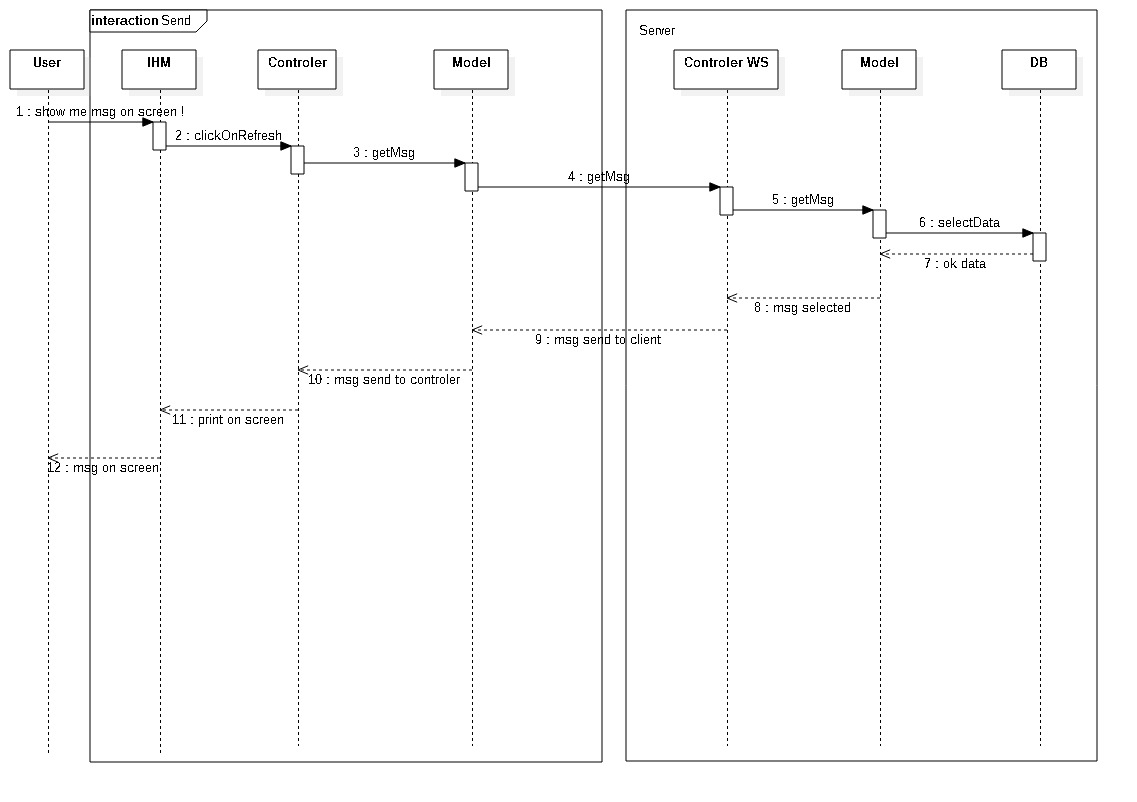 interaction Send
Server
User
IHM
Controler
Model
Controler WS
Model
DB
1 : show me msg on screen !
2 : clickOnRefresh
3 : getMsg
4 : getMsg
5 : getMsg
6 : selectData
7 : ok data
8 : msg selected
9 : msg send to client
10 : msg send to controler
11 : print on screen
12 : msg on screen